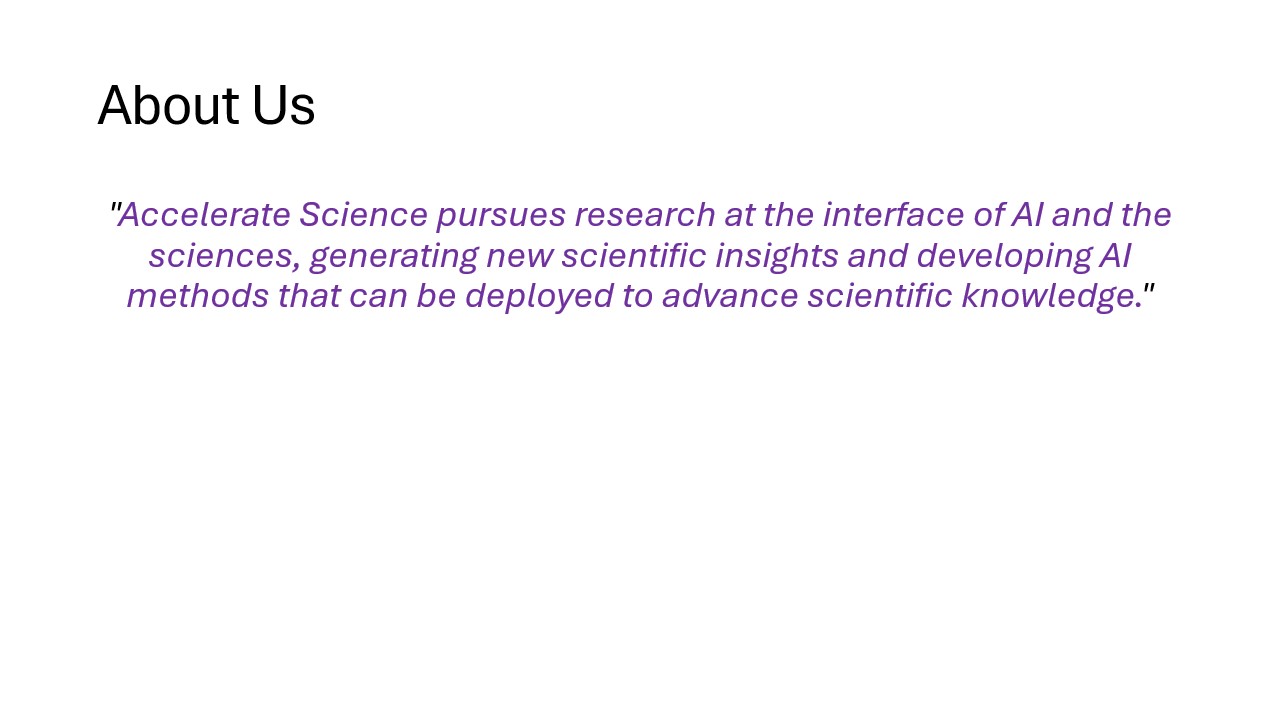 About Us
"Accelerate Science pursues research at the interface of AI and the
sciences, generating new scientific insights and developing AI
methods that can be deployed to advance scientific knowledge."